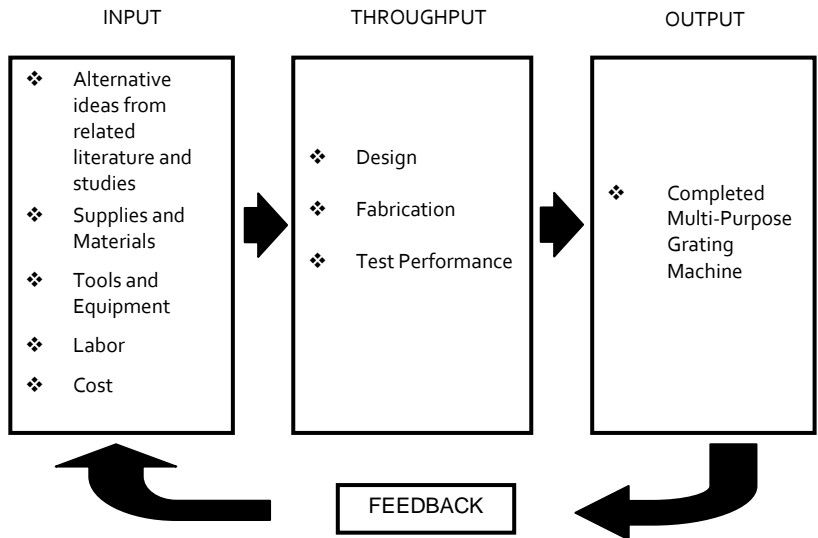 INPUT
THROUGHPUT
OUTPUT
❖ Alternative
ideas from
related
literature and
studies
❖ Supplies and
Materials
❖ Tools and
Equipment
❖ Labor
❖ Cost
❖ Design
❖ Fabrication
❖ Test Performance
❖ Completed
Multi-Purpose
Grating
Machine
FEEDBACK